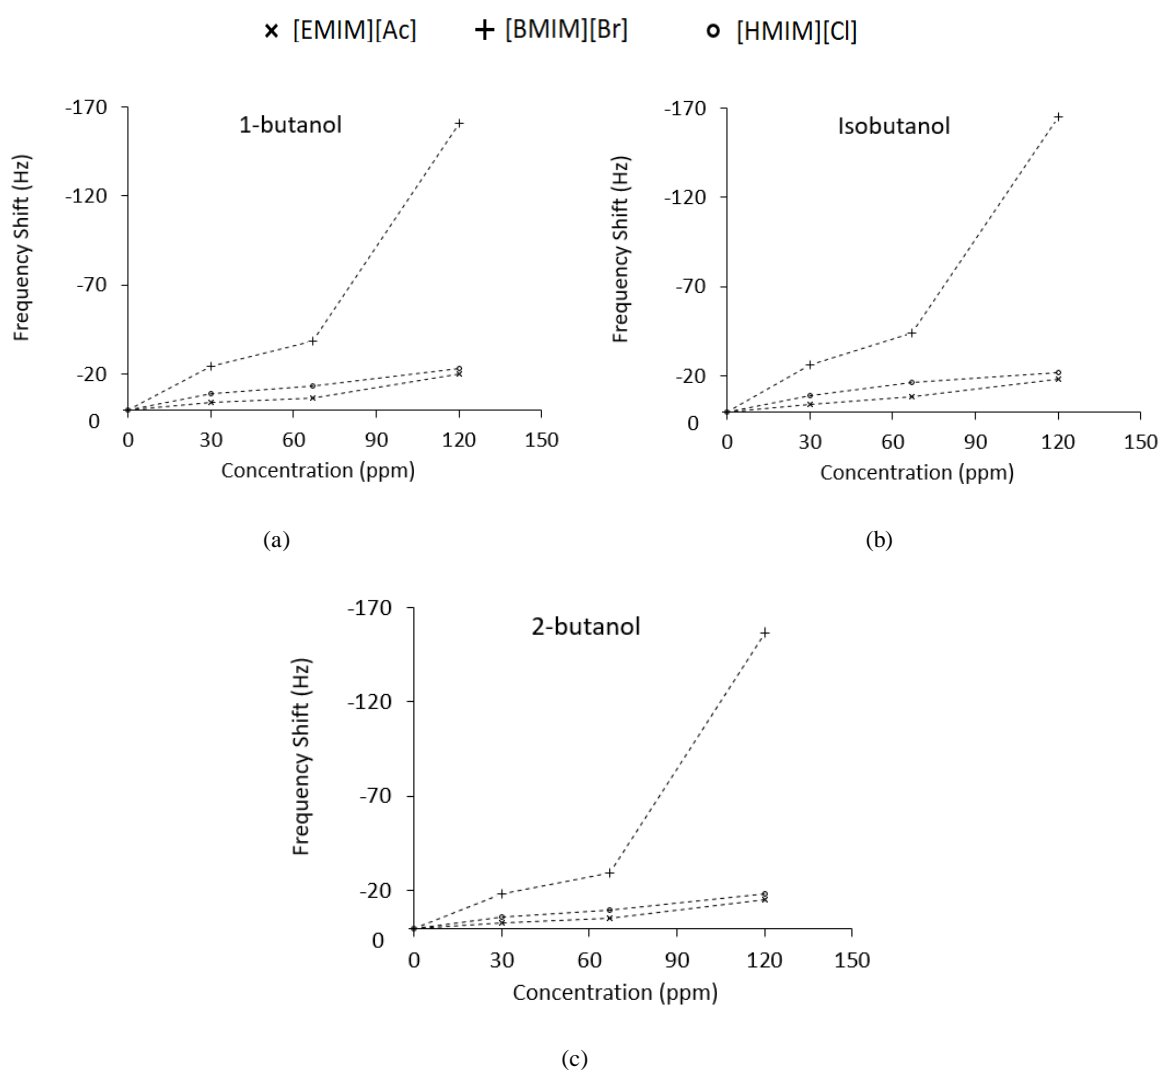 × [EMIM][Ac] + [BMIM][Br] o [HMIM][Cl]
1-butanol
Frequency Shift (Hz)
-170
-120
-70
-20
0
0 30 60 90 120 150
Concentration (ppm)
(a)
Isobutanol
Frequency Shift (Hz)
-170
-120
-70
-20
0
0 30 60 90 120 150
Concentration (ppm)
(b)
2-butanol
Frequency Shift (Hz)
-170
-120
-70
-20
0
0 30 60 90 120 150
Concentration (ppm)
(c)